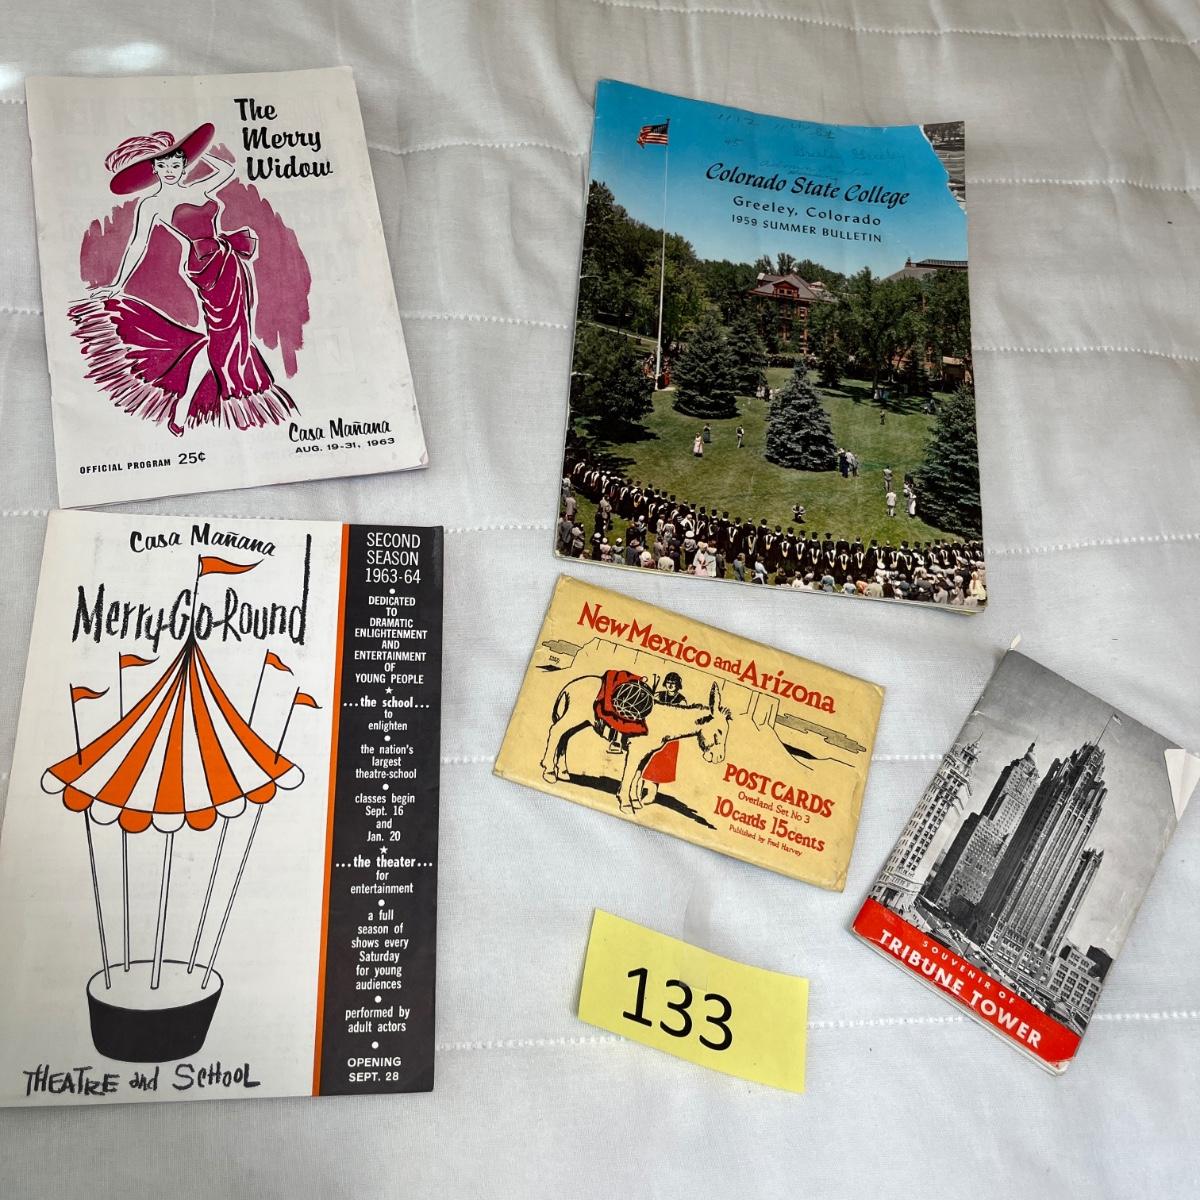 The
Merry
Widow
Casa Mañana
AUG. 19-31, 1963
OFFICIAL PROGRAM 25¢
Colorado State College
Greeley, Colorado
1959 SUMMER BULLETIN
Casa Mañana
Merry-Go-Round
THEATRE and SCHOOL
SECOND
SEASON
1963-64
DEDICATED
TO
DRAMATIC
ENLIGHTENMENT
AND
ENTERTAINMENT
OF
YOUNG PEOPLE
...the school...
to
enlighten
the nation's
largest
theatre-school
classes begin
Sept. 16
and
Jan. 20
...the theater...
for
entertainment
a full
season of
shows every
Saturday
for young
audiences
performed by
adult actors
OPENING
SEPT. 28
New Mexico and Arizona
POST CARDS
Overland Set No 3
10 cards 15 cents
Published by Fred Harvey
SOUVENIR OF
TRIBUNE TOWER
133